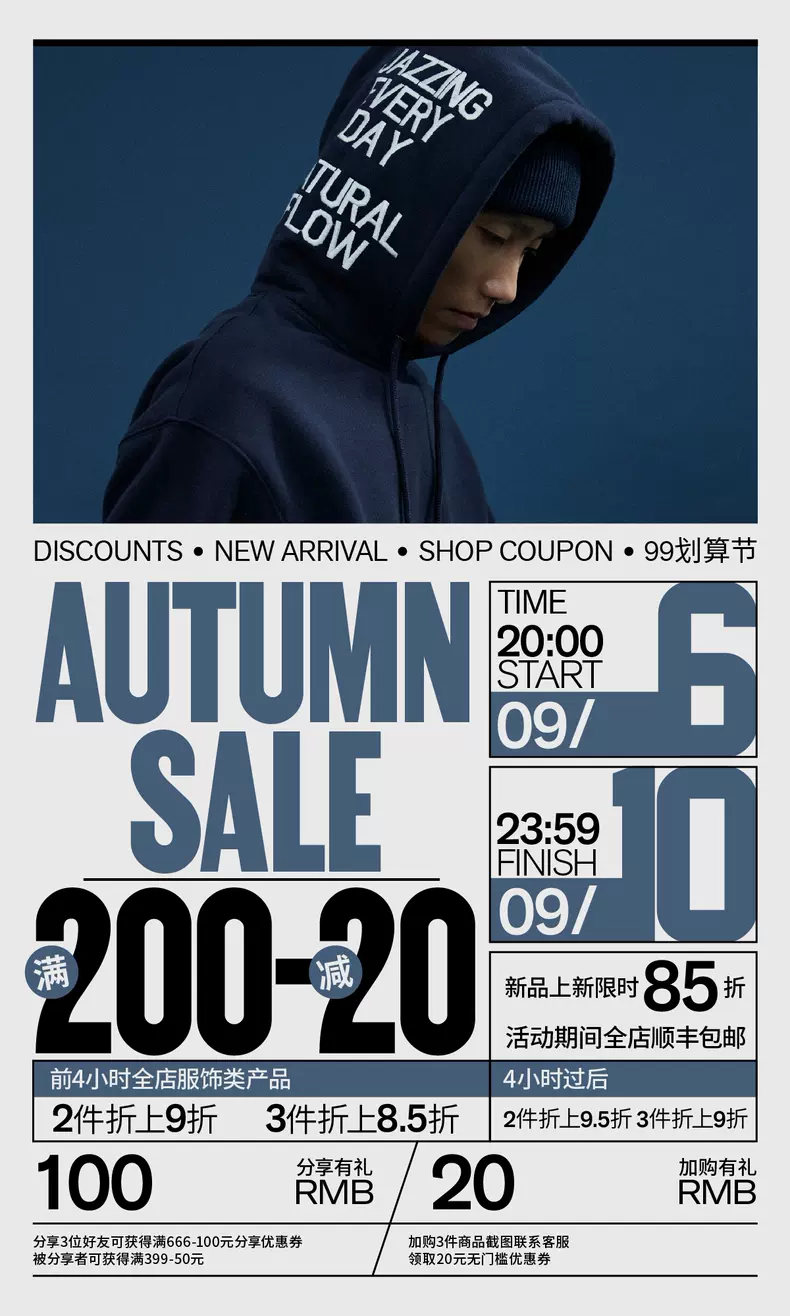 JAZZING
EVERY
DAY
ATURAL
FLOW
DISCOUNTS • NEW ARRIVAL • SHOP COUPON • 99划算节
AUTUMN
SALE
满200-减20
TIME
20:00
START
09/6
23:59
FINISH
09/10
新品上新限时85折
活动期间全店顺丰包邮
前4小时全店服饰类产品
2件折上9折 3件折上8.5折
4小时过后
2件折上9.5折 3件折上9折
100 分享有礼
RMB
20 加购有礼
RMB
分享3位好友可获得满666-100元分享优惠券
被分享者可获得满399-50元
加购3件商品截图联系客服
领取20元无门槛优惠券